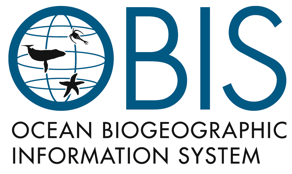 OBIS
OCEAN BIOGEOGRAPHIC
INFORMATION SYSTEM